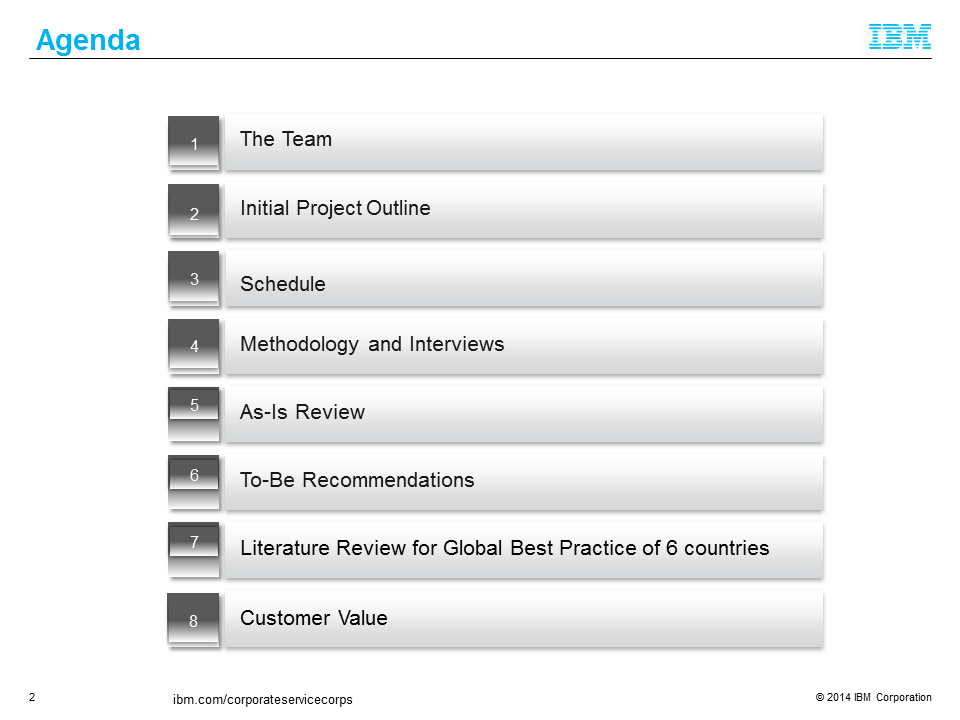 Agenda
IBM
1 The Team
2 Initial Project Outline
3 Schedule
4 Methodology and Interviews
5 As-Is Review
6 To-Be Recommendations
7 Literature Review for Global Best Practice of 6 countries
8 Customer Value
2 ibm.com/corporateservicecorps © 2014 IBM Corporation